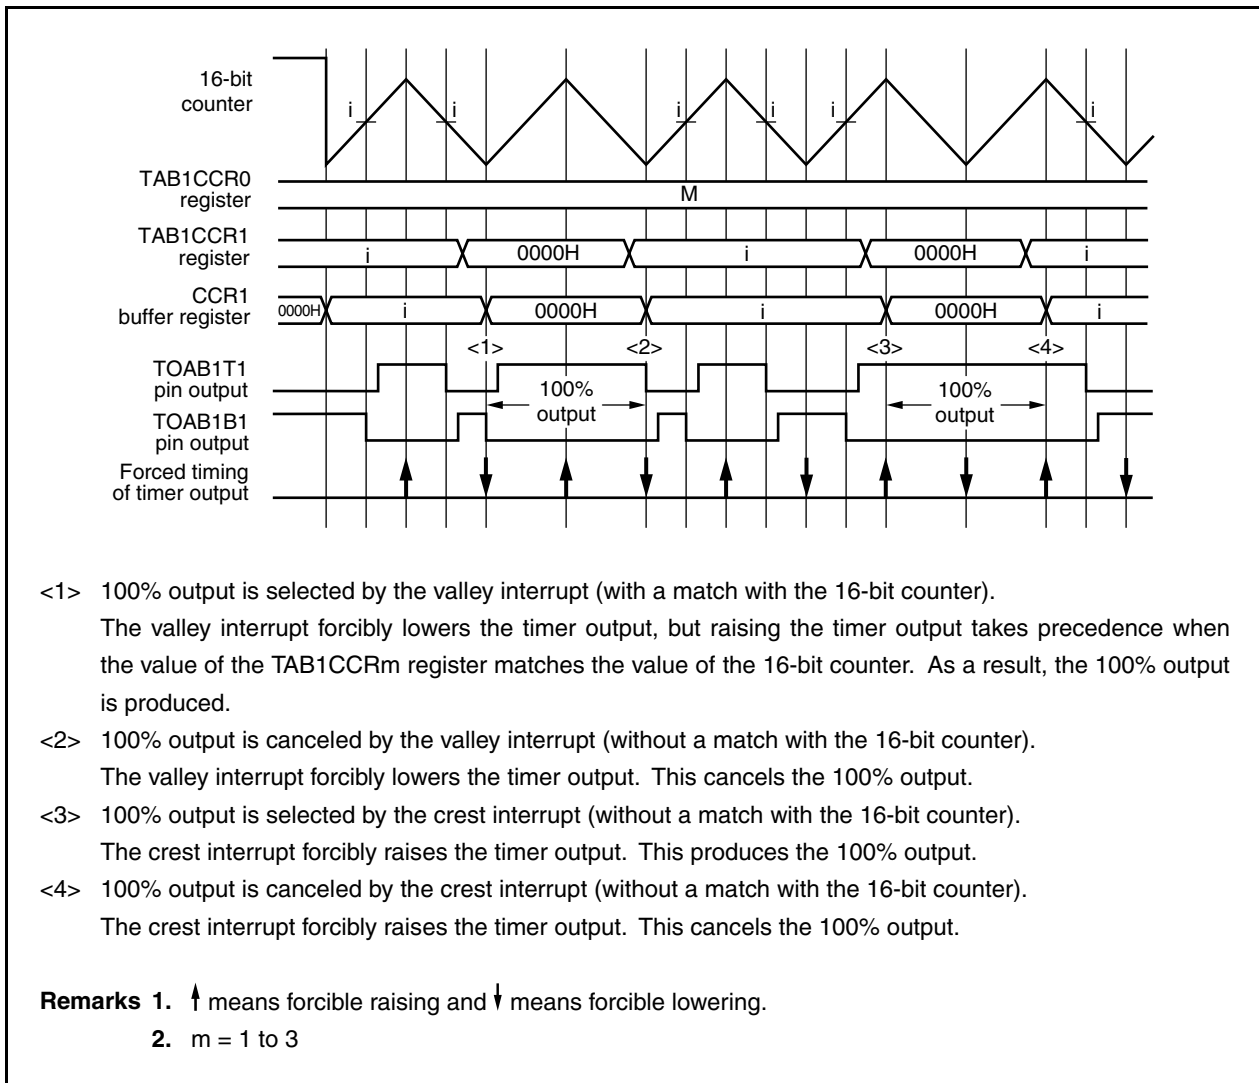 16-bit
counter
i
i
i
i
i
i
TAB1CCR0
register
M
TAB1CCR1
register
i
0000H
i
0000H
i
CCR1
buffer register
0000H
i
0000H
i
0000H
i
<1>
<2>
<3>
<4>
TOAB1T1
pin output
100%
output
100%
output
TOAB1B1
pin output
Forced timing
of timer output
<1> 100% output is selected by the valley interrupt (with a match with the 16-bit counter).
The valley interrupt forcibly lowers the timer output, but raising the timer output takes precedence when
the value of the TAB1CCRm register matches the value of the 16-bit counter. As a result, the 100% output
is produced.
<2> 100% output is canceled by the valley interrupt (without a match with the 16-bit counter).
The valley interrupt forcibly lowers the timer output. This cancels the 100% output.
<3> 100% output is selected by the crest interrupt (without a match with the 16-bit counter).
The crest interrupt forcibly raises the timer output. This produces the 100% output.
<4> 100% output is canceled by the crest interrupt (without a match with the 16-bit counter).
The crest interrupt forcibly raises the timer output. This cancels the 100% output.
Remarks 1. ↑ means forcible raising and ↓ means forcible lowering.
2. m = 1 to 3